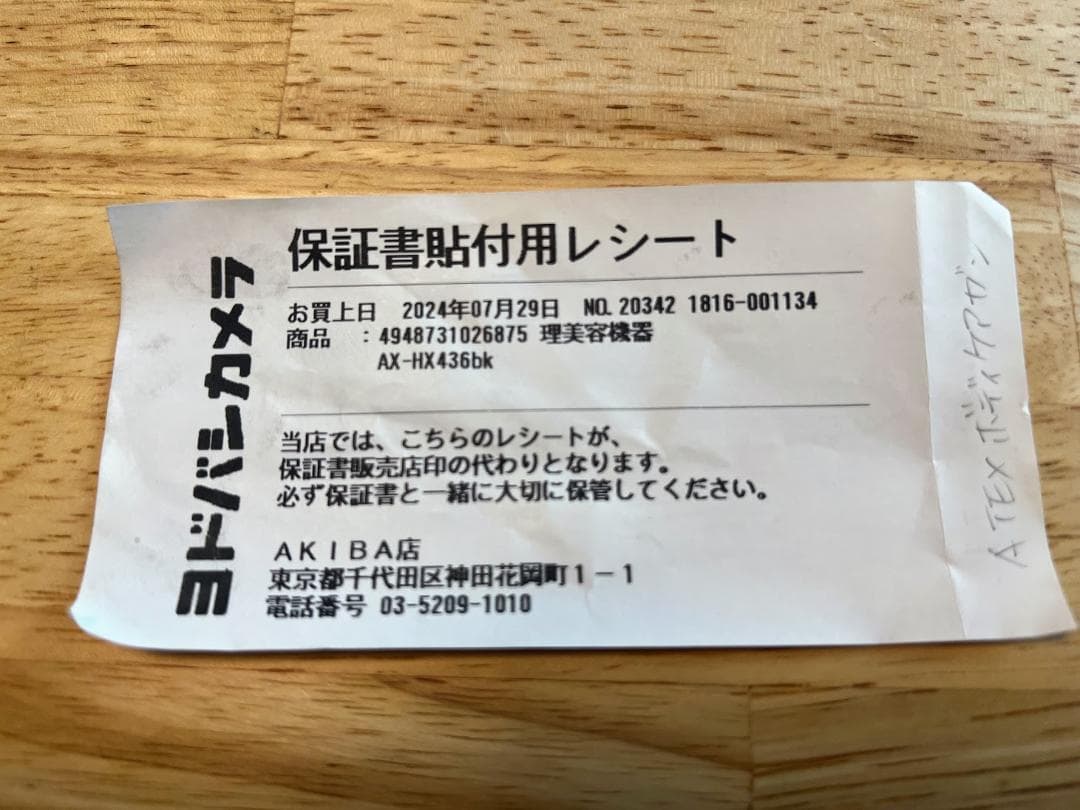 ヨドバシカメラ
保証書貼付用レシート
お買上日 2024年07月29日 NO. 20342 1816-001134
商品 :4948731026875 理美容機器
AX-HX436bk
当店では、こちらのレシートが、
保証書販売店印の代わりとなります。
必ず保証書と一緒に大切に保管してください。
AKIBA店
東京都千代田区神田花岡町1-1
電話番号 03-5209-1010
ATEX ボディケアガン